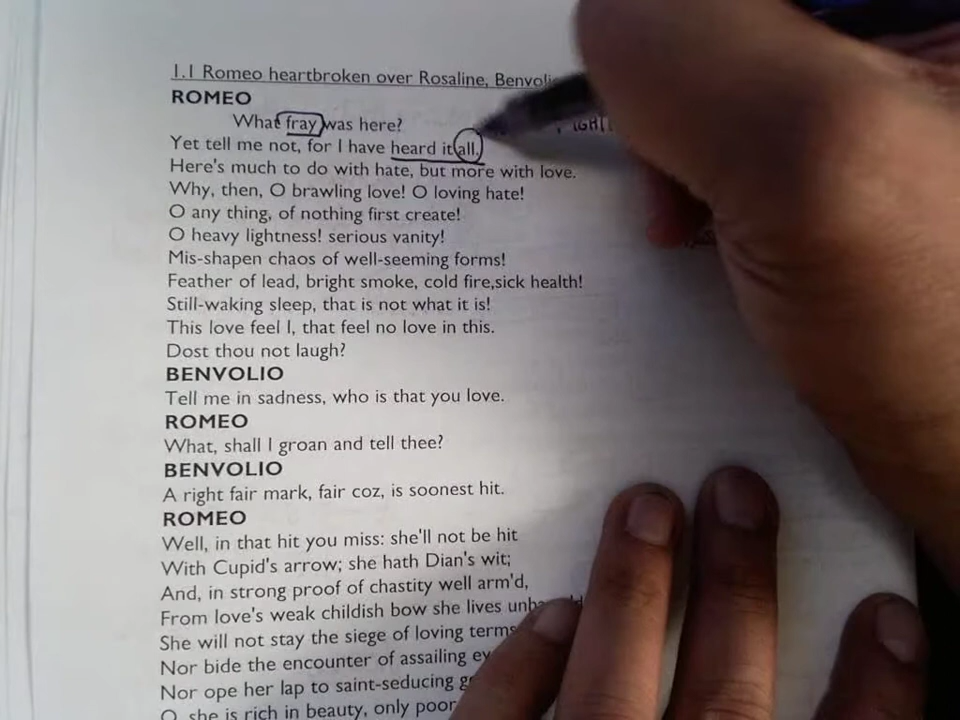 1.1 Romeo heartbroken over Rosaline,
ROMEO
What fray was here?
Yet tell me not, for I have heard it all.
Here's much to do with hate, but more with love.
Why, then, O brawling love! O loving hate!
O any thing, of nothing first create!
O heavy lightness! serious vanity!
Mis-shapen chaos of well-seeming forms!
Feather of lead, bright smoke, cold fire,sick health!
Still-waking sleep, that is not what it is!
This love feel I, that feel no love in this.
Dost thou not laugh?
BENVOLIO
Tell me in sadness, who is that you love.
ROMEO
What, shall I groan and tell thee?
BENVOLIO
A right fair mark, fair coz, is soonest hit.
ROMEO
Well, in that hit you miss: she'll not be hit
With Cupid's arrow; she hath Dian's wit;
And, in strong proof of chastity well arm'd,
From love's weak childish bow she lives
She will not stay the siege of loving terms
Nor bide the encounter of assailing
Nor ope her lap to saint-seducing
O, she is rich in beauty, only poor